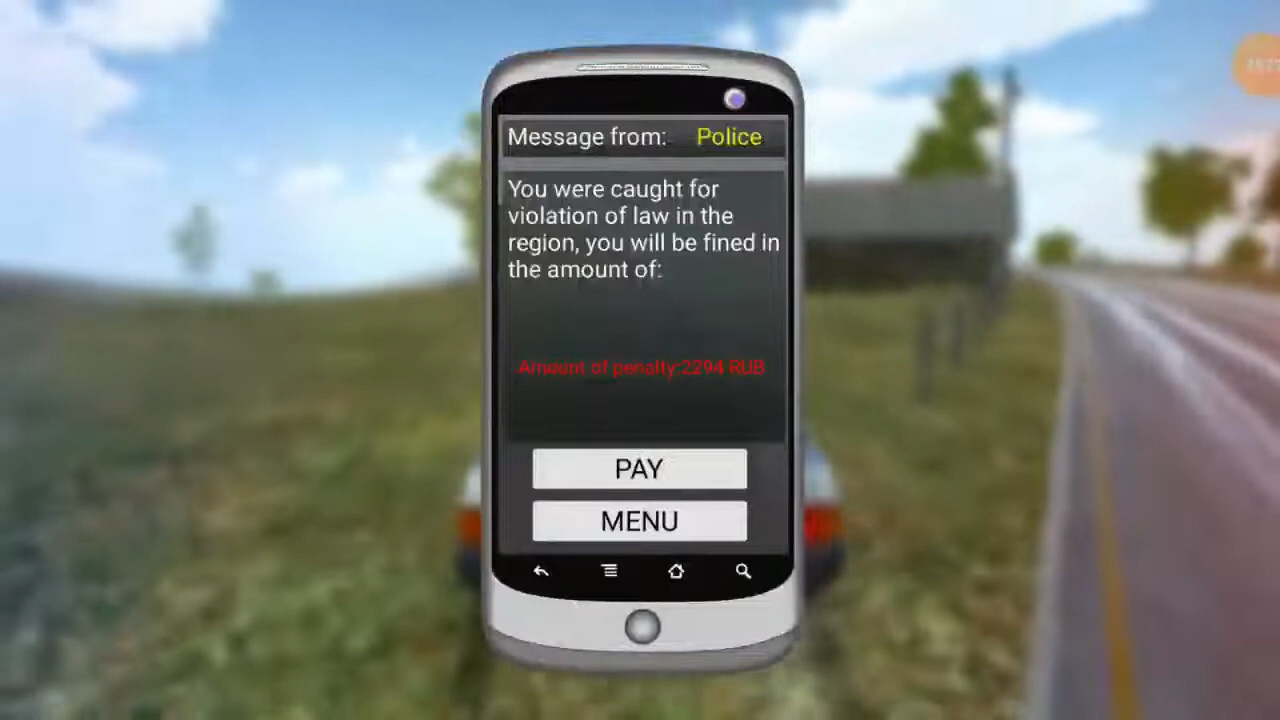 Message from: Police
You were caught for
violation of law in the
region, you will be fined in
the amount of:
Amount of penalty:2294 RUB
PAY
MENU